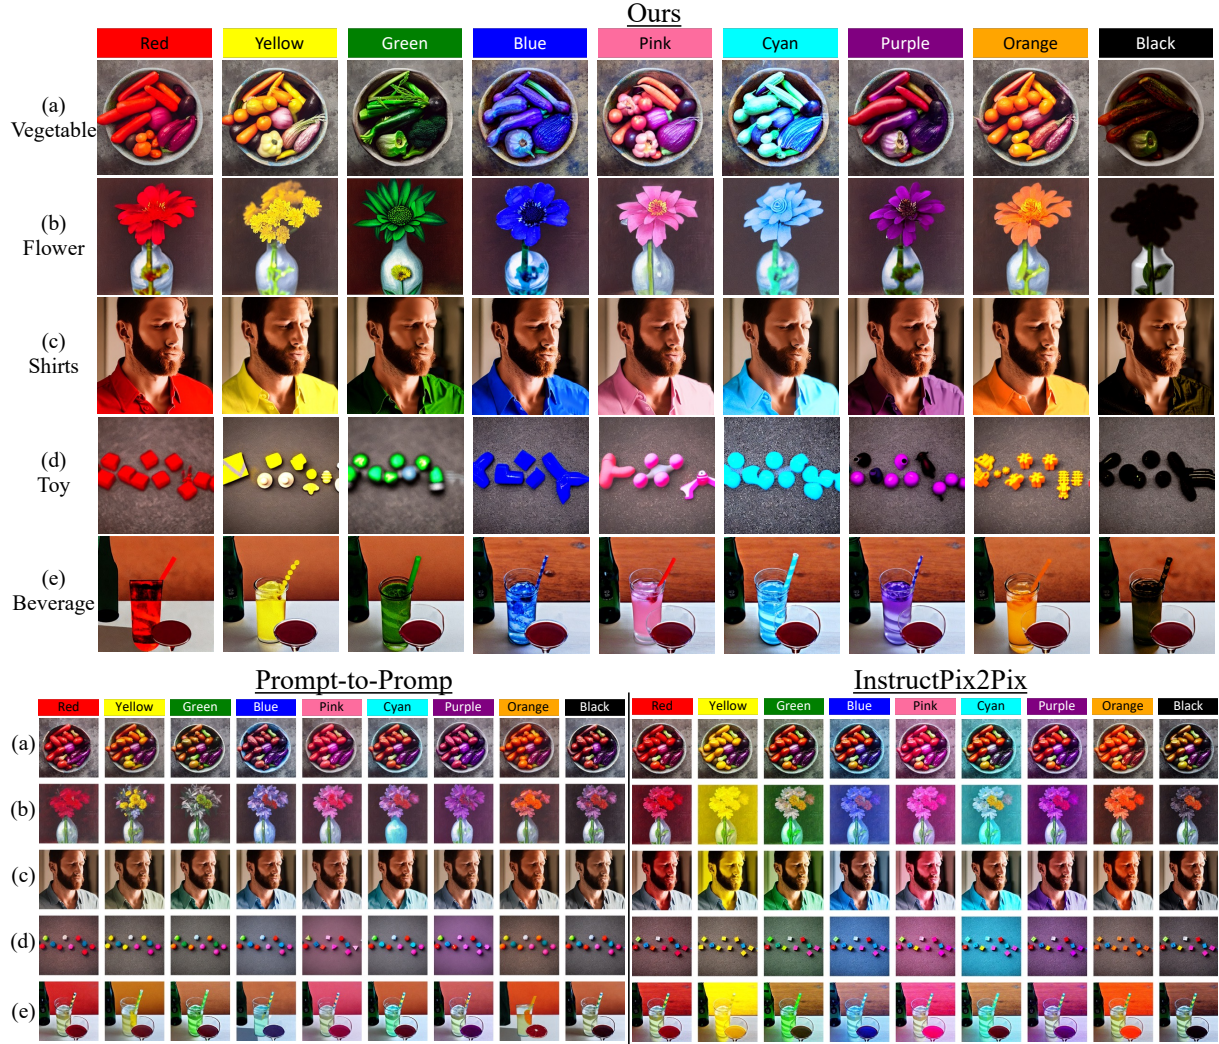 Ours
Red Yellow Green Blue Pink Cyan Purple Orange Black
(a)
Vegetable
(b)
Flower
(c)
Shirts
(d)
Toy
(e)
Beverage
Prompt-to-Promp
Red Yellow Green Blue Pink Cyan Purple Orange Black
(a)
(b)
(c)
(d)
(e)
InstructPix2Pix
Red Yellow Green Blue Pink Cyan Purple Orange Black